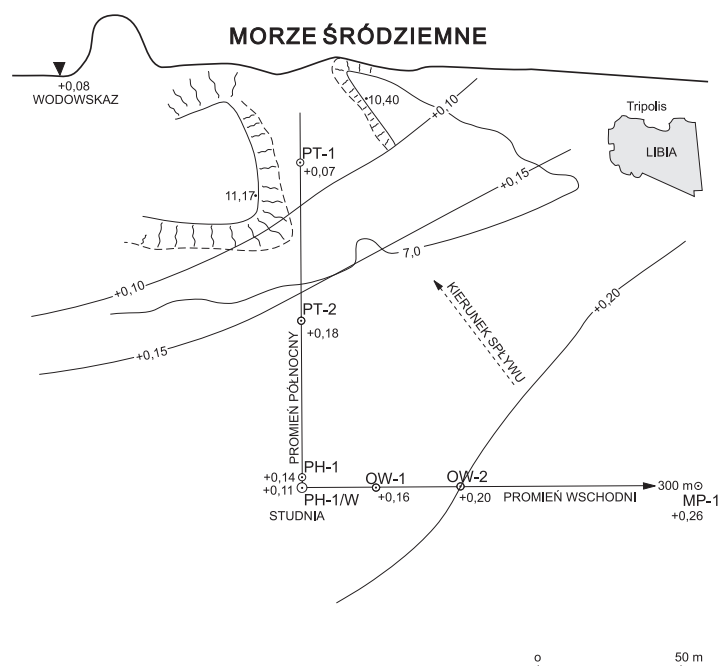 MORZE ŚRÓDZIEMNE
+0,08
WODOWSKAZ
10,40
+0,10
Tripolis
LIBIA
PT-1
+0,07
+0,15
11,17
7,0
+0,10
+0,20
KIERUNEK SPŁYWU
PT-2
+0,18
+0,15
PROMIEŃ PÓŁNOCNY
PH-1
+0,14
+0,11
PH-1/W
STUDNIA
OW-1
+0,16
OW-2
+0,20
PROMIEŃ WSCHODNI
300 m
MP-1
+0,26
o 50 m